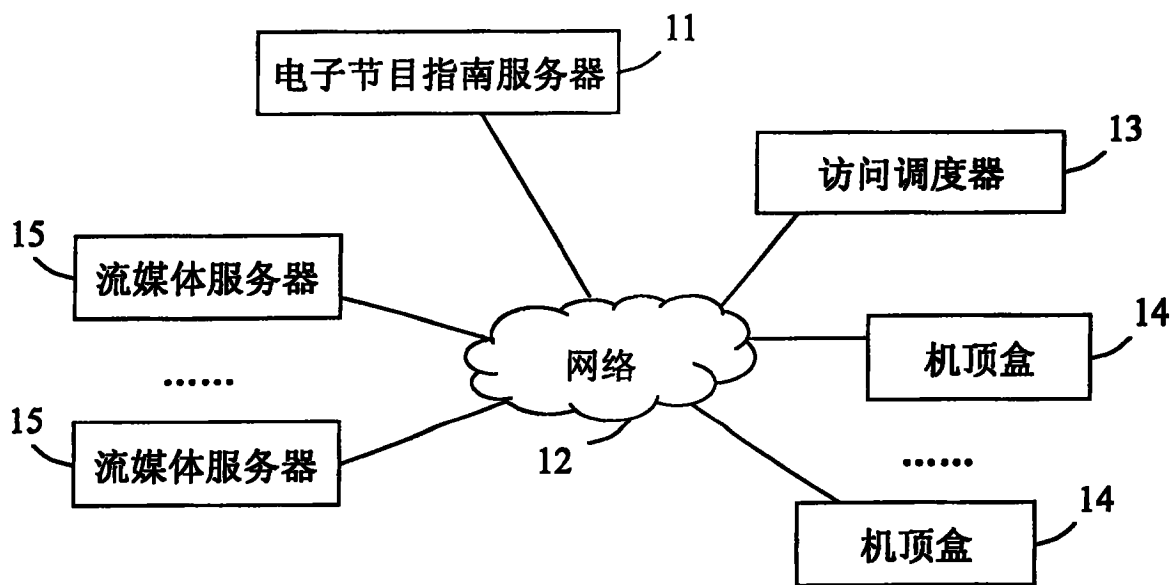 11
电子节目指南服务器
13
访问调度器
15
流媒体服务器
14
机顶盒
网络
......
15
流媒体服务器
12
......
14
机顶盒